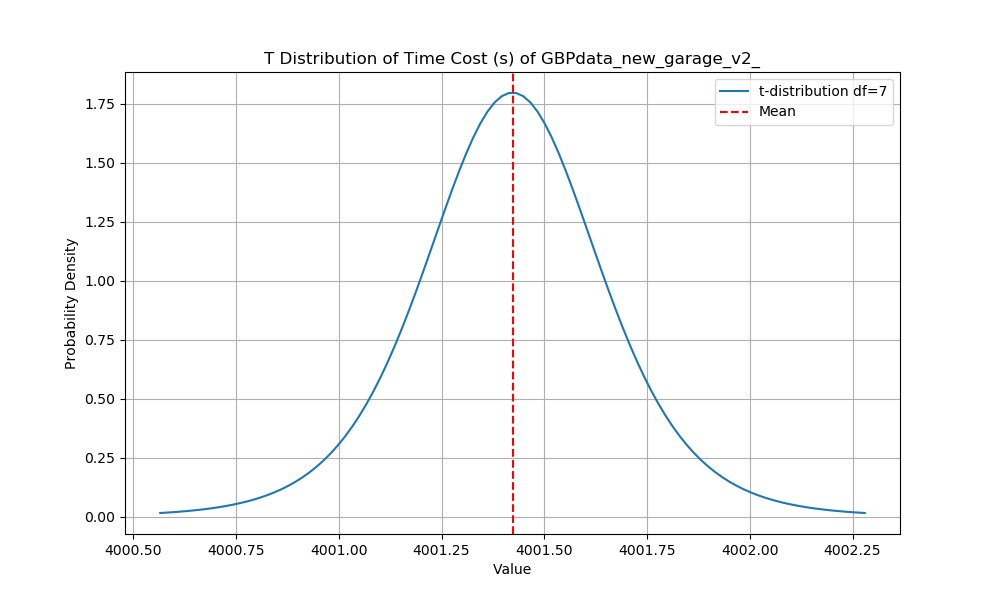 T Distribution of Time Cost (s) of GBPdata_new_garage_v2_
t-distribution df=7
Mean
1.75
1.50
1.25
1.00
0.75
0.50
0.25
0.00
Probability Density
4000.50 4000.75 4001.00 4001.25 4001.50 4001.75 4002.00 4002.25
Value